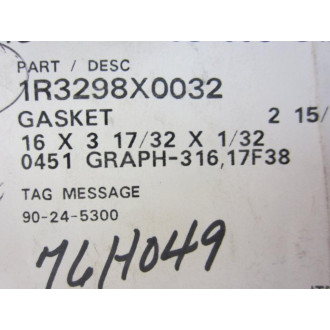 PART / DESC
1R3298X0032
GASKET 2 15/
16 X 3 17/32 X 1/32
0451 GRAPH-316,17F38
TAG MESSAGE
90-24-5300
76H049